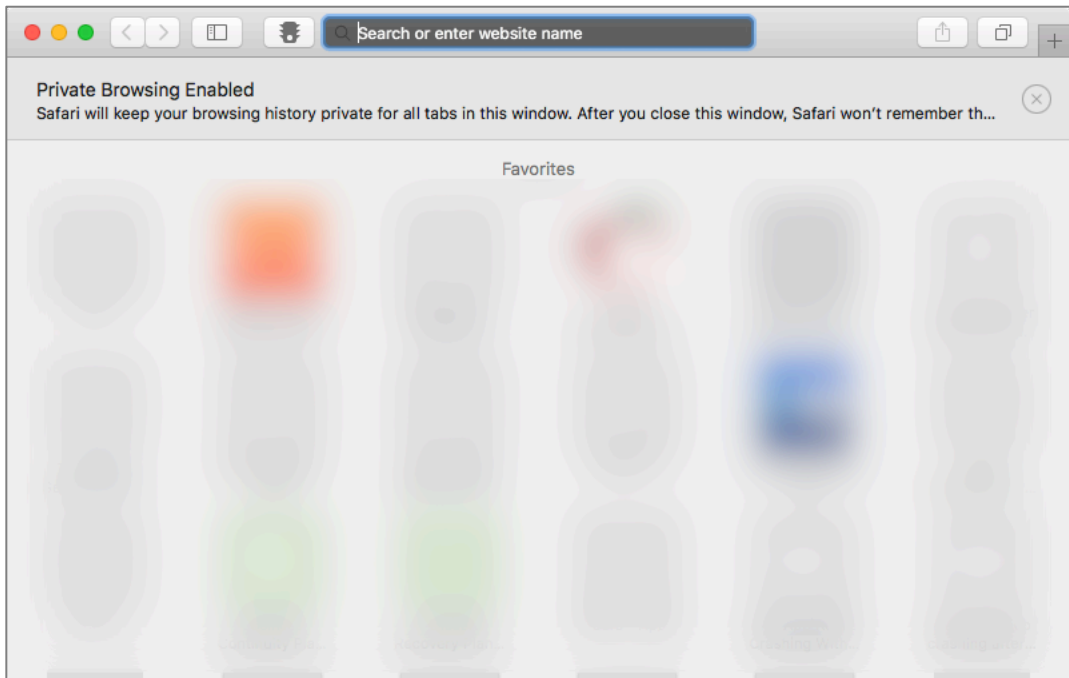 Search or enter website name
Private Browsing Enabled
Safari will keep your browsing history private for all tabs in this window. After you close this window, Safari won’t remember th...
Favorites